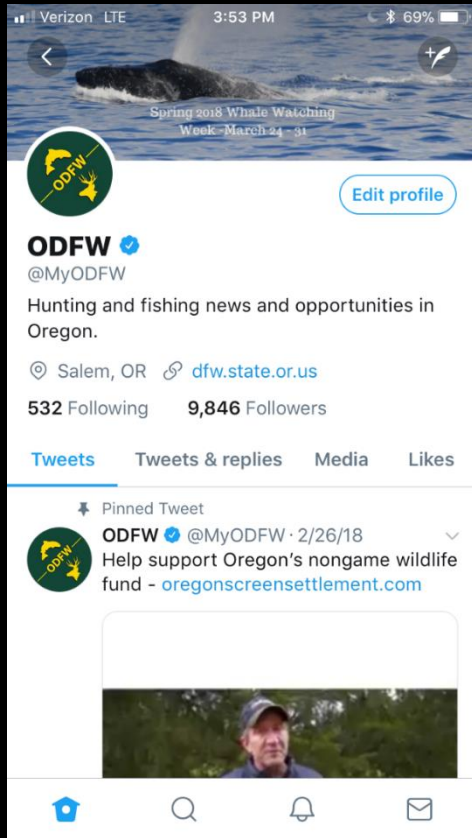 Verizon LTE 3:53 PM 69%
Spring 2018 Whale Watching
Week -March 24 - 31
ODFW
Edit profile
ODFW
@MyODFW
Hunting and fishing news and opportunities in
Oregon.
Salem, OR dfw.state.or.us
532 Following 9,846 Followers
Tweets Tweets & replies Media Likes
Pinned Tweet
ODFW @MyODFW · 2/26/18
ODFW
Help support Oregon's nongame wildlife
fund - oregonscreensettlement.com